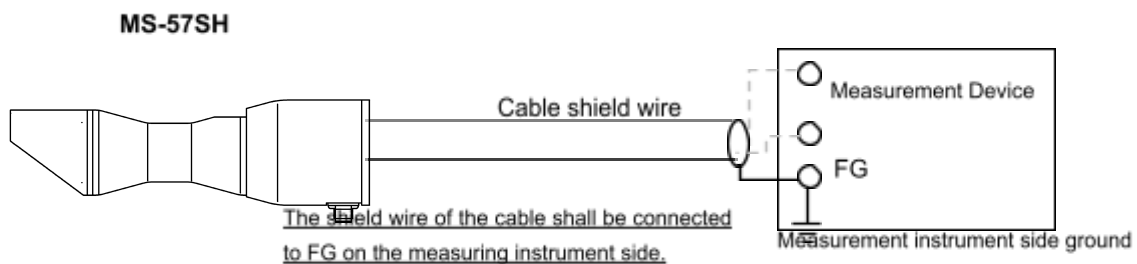 MS-57SH
Cable shield wire
Measurement Device
FG
The shield wire of the cable shall be connected
to FG on the measuring instrument side.
Measurement instrument side ground